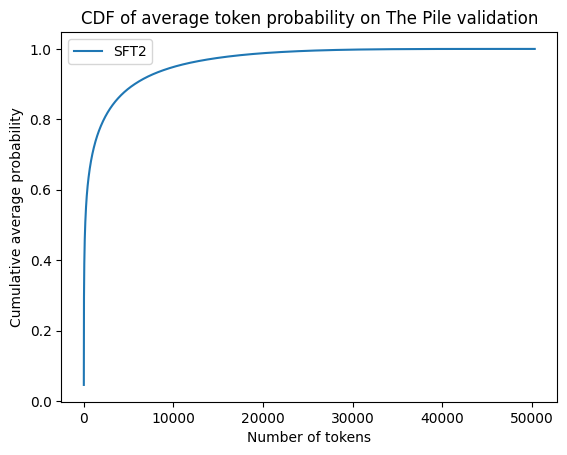 CDF of average token probability on The Pile validation
SFT2
1.0
0.8
0.6
0.4
0.2
0.0
Cumulative average probability
0 10000 20000 30000 40000 50000
Number of tokens